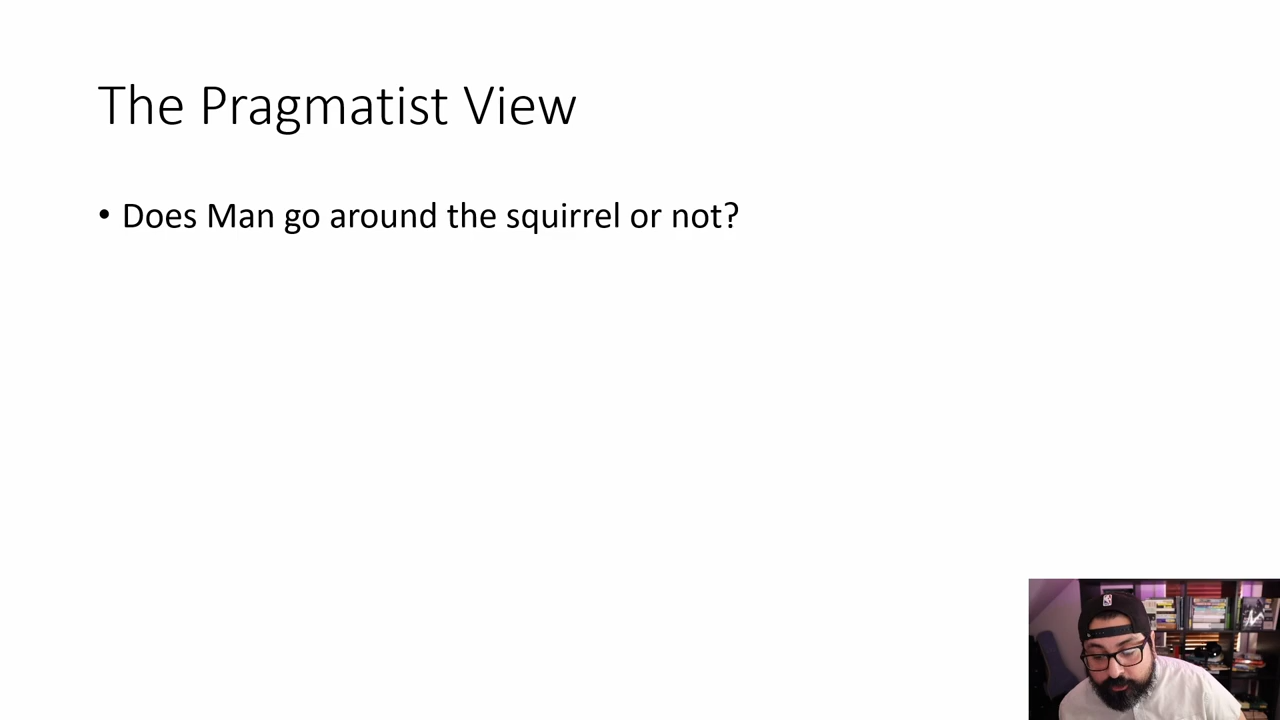 The Pragmatist View
• Does Man go around the squirrel or not?